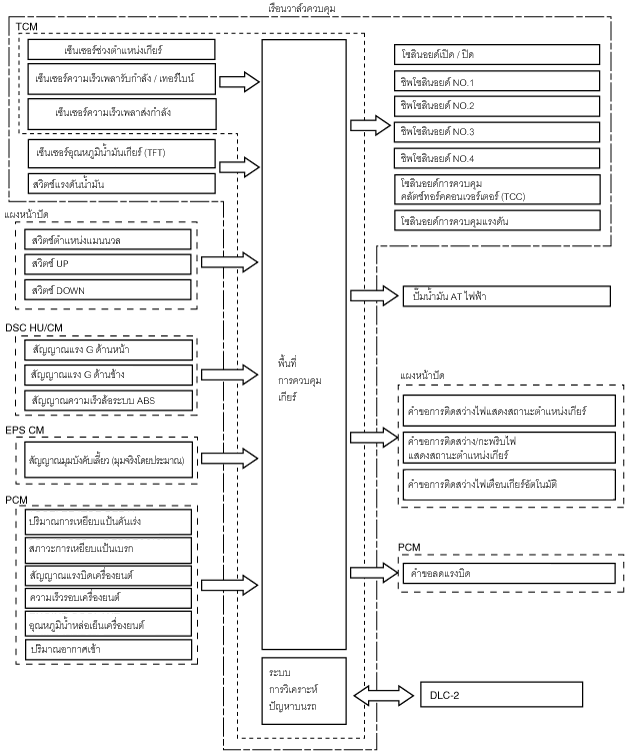 เรือนวาล์วควบคุม
TCM
เซ็นเซอร์ช่วงตำแหน่งเกียร์
เซ็นเซอร์ความเร็วเพลารับกำลัง / เทอร์ไบน์
เซ็นเซอร์ความเร็วเพลาส่งกำลัง
เซ็นเซอร์อุณหภูมิน้ำมันเกียร์ (TFT)
สวิตช์แรงดันน้ำมัน
แผงหน้าปัด
สวิตช์ตำแหน่งแมนนวล
สวิตช์ UP
สวิตช์ DOWN
DSC HU/CM
สัญญาณแรง G ด้านหน้า
สัญญาณแรง G ด้านข้าง
สัญญาณความเร็วล้อระบบ ABS
EPS CM
สัญญาณมุมบังคับเลี้ยว (มุมจริงโดยประมาณ)
PCM
ปริมาณการเหยียบแป้นคันเร่ง
สภาวะการเหยียบแป้นเบรก
สัญญาณแรงบิดเครื่องยนต์
ความเร็วรอบเครื่องยนต์
อุณหภูมิน้ำหล่อเย็นเครื่องยนต์
ปริมาณอากาศเข้า
พื้นที่
การควบคุม
เกียร์
ระบบ
การวิเคราะห์
ปัญหาบนรถ
โซลินอยด์เปิด / ปิด
ชิพโซลินอยด์ NO.1
ชิพโซลินอยด์ NO.2
ชิพโซลินอยด์ NO.3
ชิพโซลินอยด์ NO.4
โซลินอยด์การควบคุม
คลัตช์ทอร์คคอนเวอร์เตอร์ (TCC)
โซลินอยด์การควบคุมแรงดัน
ปั๊มน้ำมัน AT ไฟฟ้า
แผงหน้าปัด
คำขอการติดสว่างไฟแสดงสถานะตำแหน่งเกียร์
คำขอการติดสว่าง/กะพริบไฟ
แสดงสถานะตำแหน่งเกียร์
คำขอการติดสว่างไฟเตือนเกียร์อัตโนมัติ
PCM
คำขอลดแรงบิด
DLC-2